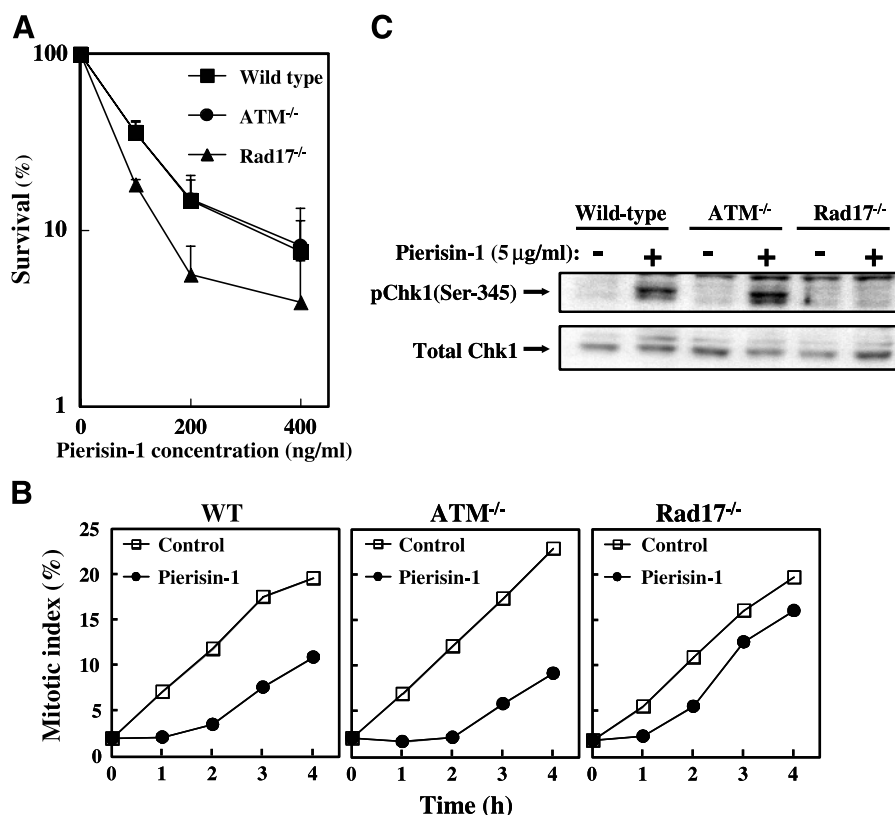 A
100
10
1
Survival (%)
Wild type
ATM-/-
Rad17-/-
0 200 400
Pierisin-1 concentration (ng/ml)
C
Wild-type ATM-/- Rad17-/-
Pierisin-1 (5 µg/ml): - + - + - +
pChk1(Ser-345)
Total Chk1
B
WT ATM-/- Rad17-/-
25
20
15
10
5
0
Mitotic index (%)
Control Control Control
Pierisin-1 Pierisin-1 Pierisin-1
0 1 2 3 4 0 1 2 3 4 0 1 2 3 4
Time (h)